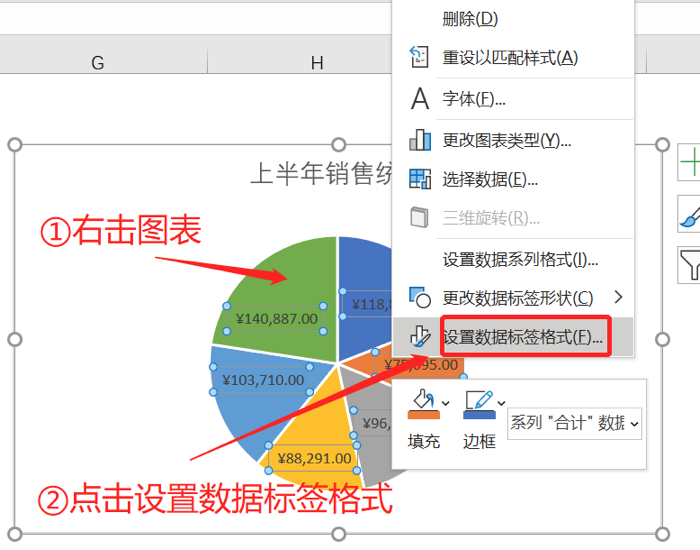 删除(D)
G
H
重设以匹配样式(A)
字体(F)...
更改图表类型(Y)...
上半年销售统
选择数据(E)...
三维旋转(R)...
①右击图表
设置数据系列格式(I)...
更改数据标签形状(C)
¥140,887.00
¥118,8
设置数据标签格式(F)...
¥103,710.00
¥75,095.00
¥96,
填充
边框
系列 "合计" 数据
¥88,291.00
②点击设置数据标签格式